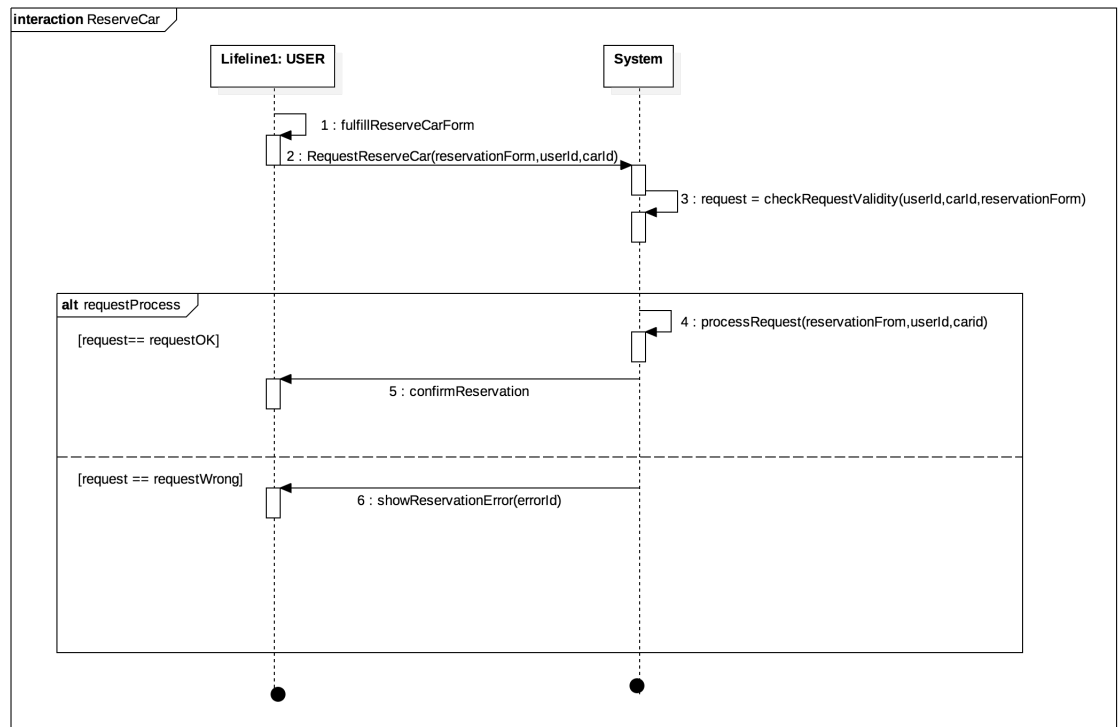 interaction ReserveCar
Lifeline1: USER
System
1 : fulfillReserveCarForm
2 : RequestReserveCar(reservationForm,userId,carId)
3 : request = checkRequestValidity(userId,carId,reservationForm)
alt requestProcess
4 : processRequest(reservationFrom,userId,carid)
[request== requestOK]
5 : confirmReservation
[request == requestWrong]
6 : showReservationError(errorId)